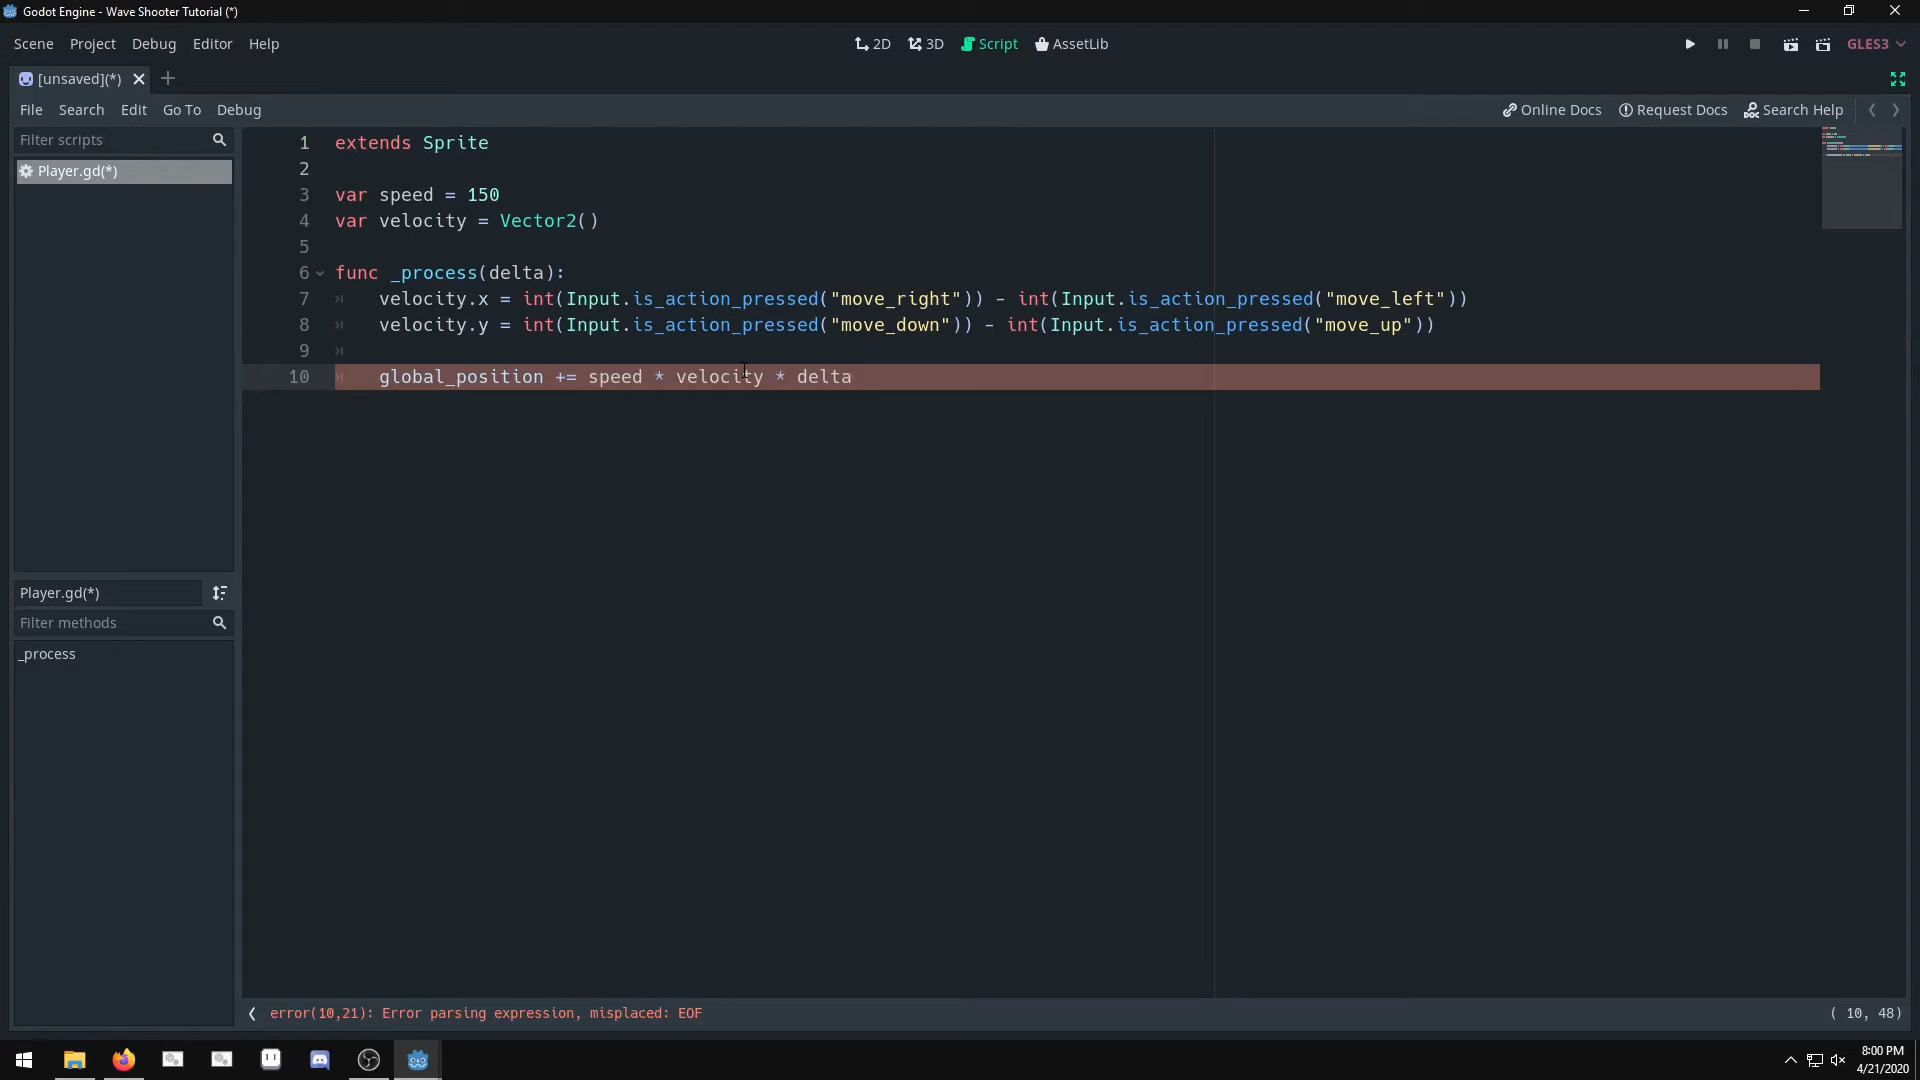 Godot Engine - Wave Shooter Tutorial (*)
Scene Project Debug Editor Help
2D 3D Script AssetLib
GLES3
[unsaved](*)
File Search Edit Go To Debug
Online Docs Request Docs Search Help
Filter scripts
Player.gd(*)
1 extends Sprite
2
3 var speed = 150
4 var velocity = Vector2()
5
6 func _process(delta):
7 velocity.x = int(Input.is_action_pressed("move_right")) - int(Input.is_action_pressed("move_left"))
8 velocity.y = int(Input.is_action_pressed("move_down")) - int(Input.is_action_pressed("move_up"))
9
10 global_position += speed * velocity * delta
Player.gd(*)
Filter methods
_process
error(10,21): Error parsing expression, misplaced: EOF
( 10, 48)
8:00 PM
4/21/2020